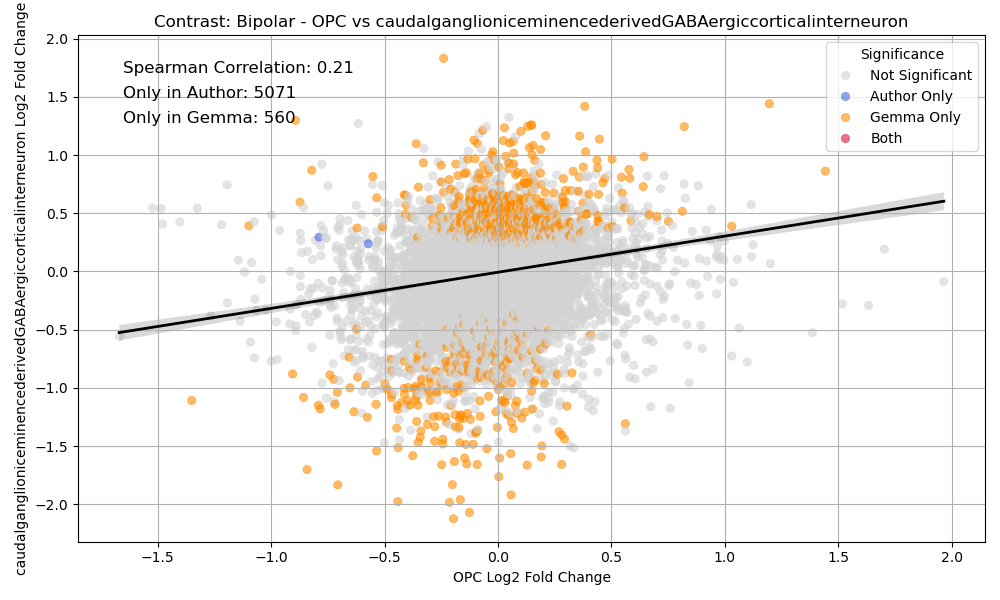 Contrast: Bipolar - OPC vs caudalganglioniceminencederivedGABAergiccorticalinterneuron
caudalganglioniceminencederivedGABAergiccorticalinterneuron Log2 Fold Change
2.0
1.5
1.0
0.5
0.0
−0.5
−1.0
−1.5
−2.0
Spearman Correlation: 0.21
Only in Author: 5071
Only in Gemma: 560
Significance
Not Significant
Author Only
Gemma Only
Both
−1.5
−1.0
−0.5
0.0
0.5
1.0
1.5
2.0
OPC Log2 Fold Change